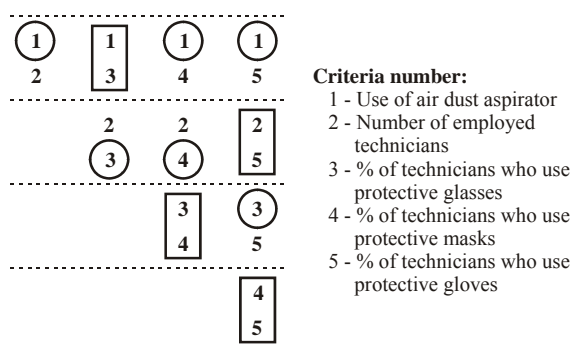 1 1 1 1
2 3 4 5
2 2 2
3 4 5
3 3
4 5
4
5
Criteria number:
1 - Use of air dust aspirator
2 - Number of employed
technicians
3 - % of technicians who use
protective glasses
4 - % of technicians who use
protective masks
5 - % of technicians who use
protective gloves